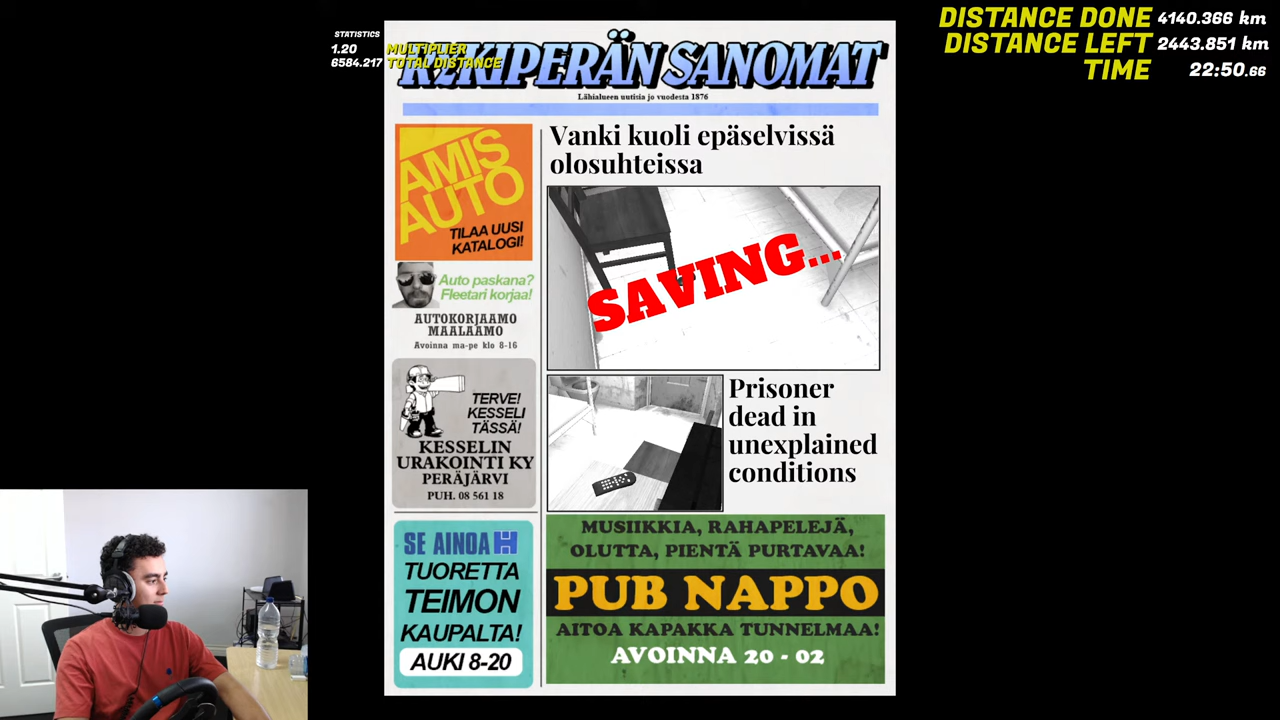 STATISTICS
1.20 MULTIPLIER
6584.217 TOTAL DISTANCE
DISTANCE DONE 4140.366 km
DISTANCE LEFT 2443.851 km
TIME 22:50.66
SANOMAT
Lähialueen uutisia jo vuodesta 1876
AMIS
AUTO
TILAA UUSI
KATALOGI!
Auto paskana?
Fleetari korjaa!
AUTOKORJAAMO
MAALAAMO
Avoinna ma-pe klo 8-16
TERVE!
KESSELI
TÄSSÄ!
KESSELIN
URAKOINTI KY
PERÄJÄRVI
PUH. 08 561 18
SE AINOA H
TUORETTA
TEIMON
KAUPALTA!
AUKI 8-20
Vanki kuoli epäselvissä
olosuhteissa
SAVING...
Prisoner
dead in
unexplained
conditions
MUSIIKKIA, RAHAPELEJÄ,
OLUTTA, PIENTÄ PURTAVAA!
PUB NAPPO
AITOA KAPAKKA TUNNELMAA!
AVOINNA 20 - 02